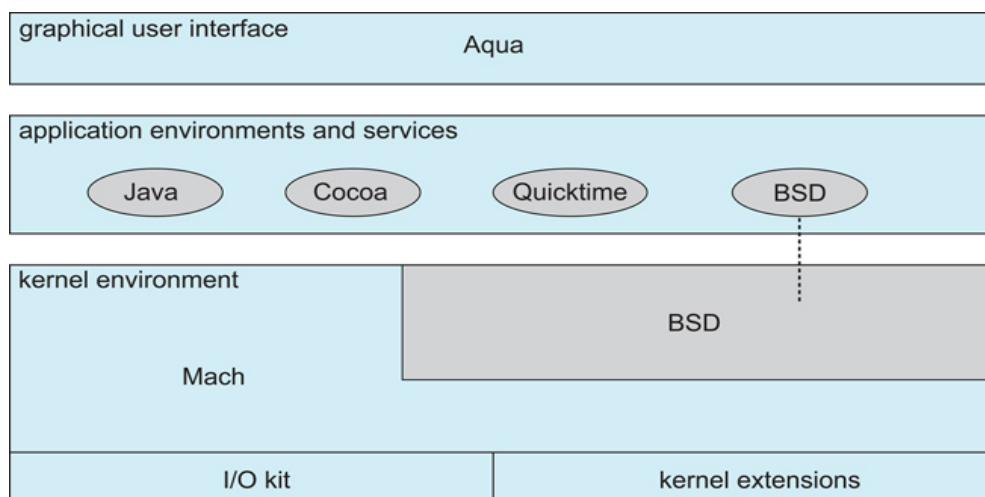 graphical user interface
Aqua
application environments and services
Java
Cocoa
Quicktime
BSD
kernel environment
BSD
Mach
I/O kit
kernel extensions